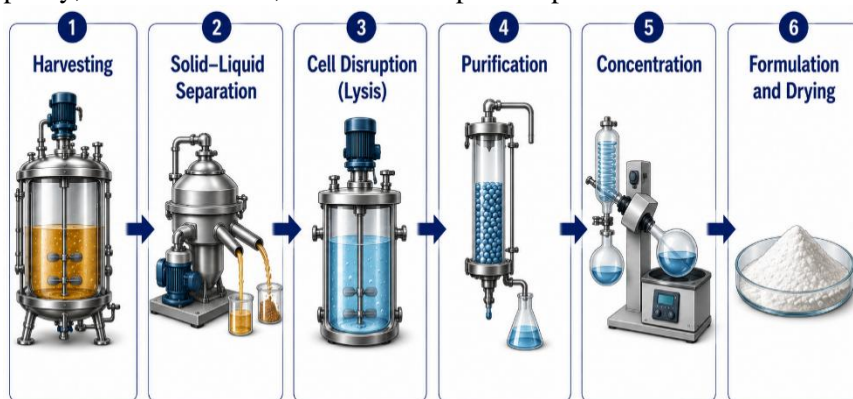 1
Harvesting
2
Solid–Liquid
Separation
3
Cell Disruption
(Lysis)
4
Purification
5
Concentration
6
Formulation
and Drying